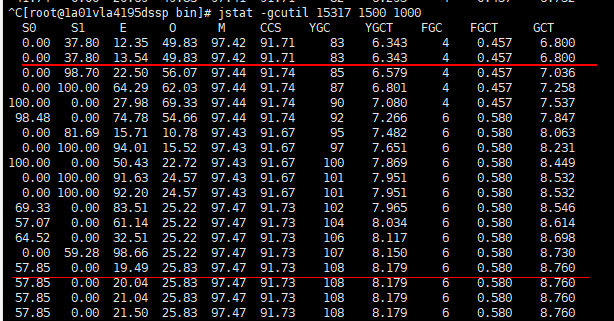 ^C[root@1a01vla4195dssp bin]# jstat -gcutil 15317 1500 1000
S0 S1 E O M CCS YGC YGCT FGC FGCT GCT
0.00 37.80 12.35 49.83 97.42 91.71 83 6.343 4 0.457 6.800
0.00 37.80 13.54 49.83 97.42 91.71 83 6.343 4 0.457 6.800
0.00 98.70 22.50 56.07 97.44 91.74 85 6.579 4 0.457 7.036
0.00 100.00 64.29 62.03 97.44 91.74 87 6.801 4 0.457 7.258
100.00 0.00 27.98 69.33 97.44 91.74 90 7.080 4 0.457 7.537
98.48 0.00 74.78 54.66 97.44 91.74 92 7.266 6 0.580 7.847
0.00 81.69 15.71 10.78 97.43 91.67 95 7.482 6 0.580 8.063
0.00 100.00 94.01 15.52 97.43 91.67 97 7.651 6 0.580 8.231
100.00 0.00 50.43 22.72 97.43 91.67 100 7.869 6 0.580 8.449
0.00 100.00 91.63 24.57 97.43 91.67 101 7.951 6 0.580 8.532
0.00 100.00 92.20 24.57 97.43 91.67 101 7.951 6 0.580 8.532
69.33 0.00 83.51 25.22 97.47 91.73 102 7.965 6 0.580 8.546
57.07 0.00 61.14 25.22 97.47 91.73 104 8.034 6 0.580 8.614
64.52 0.00 32.51 25.22 97.47 91.73 106 8.117 6 0.580 8.698
0.00 59.28 98.66 25.22 97.47 91.73 107 8.150 6 0.580 8.730
57.85 0.00 19.49 25.83 97.47 91.73 108 8.179 6 0.580 8.760
57.85 0.00 20.04 25.83 97.47 91.73 108 8.179 6 0.580 8.760
57.85 0.00 21.04 25.83 97.47 91.73 108 8.179 6 0.580 8.760
57.85 0.00 21.50 25.83 97.47 91.73 108 8.179 6 0.580 8.760